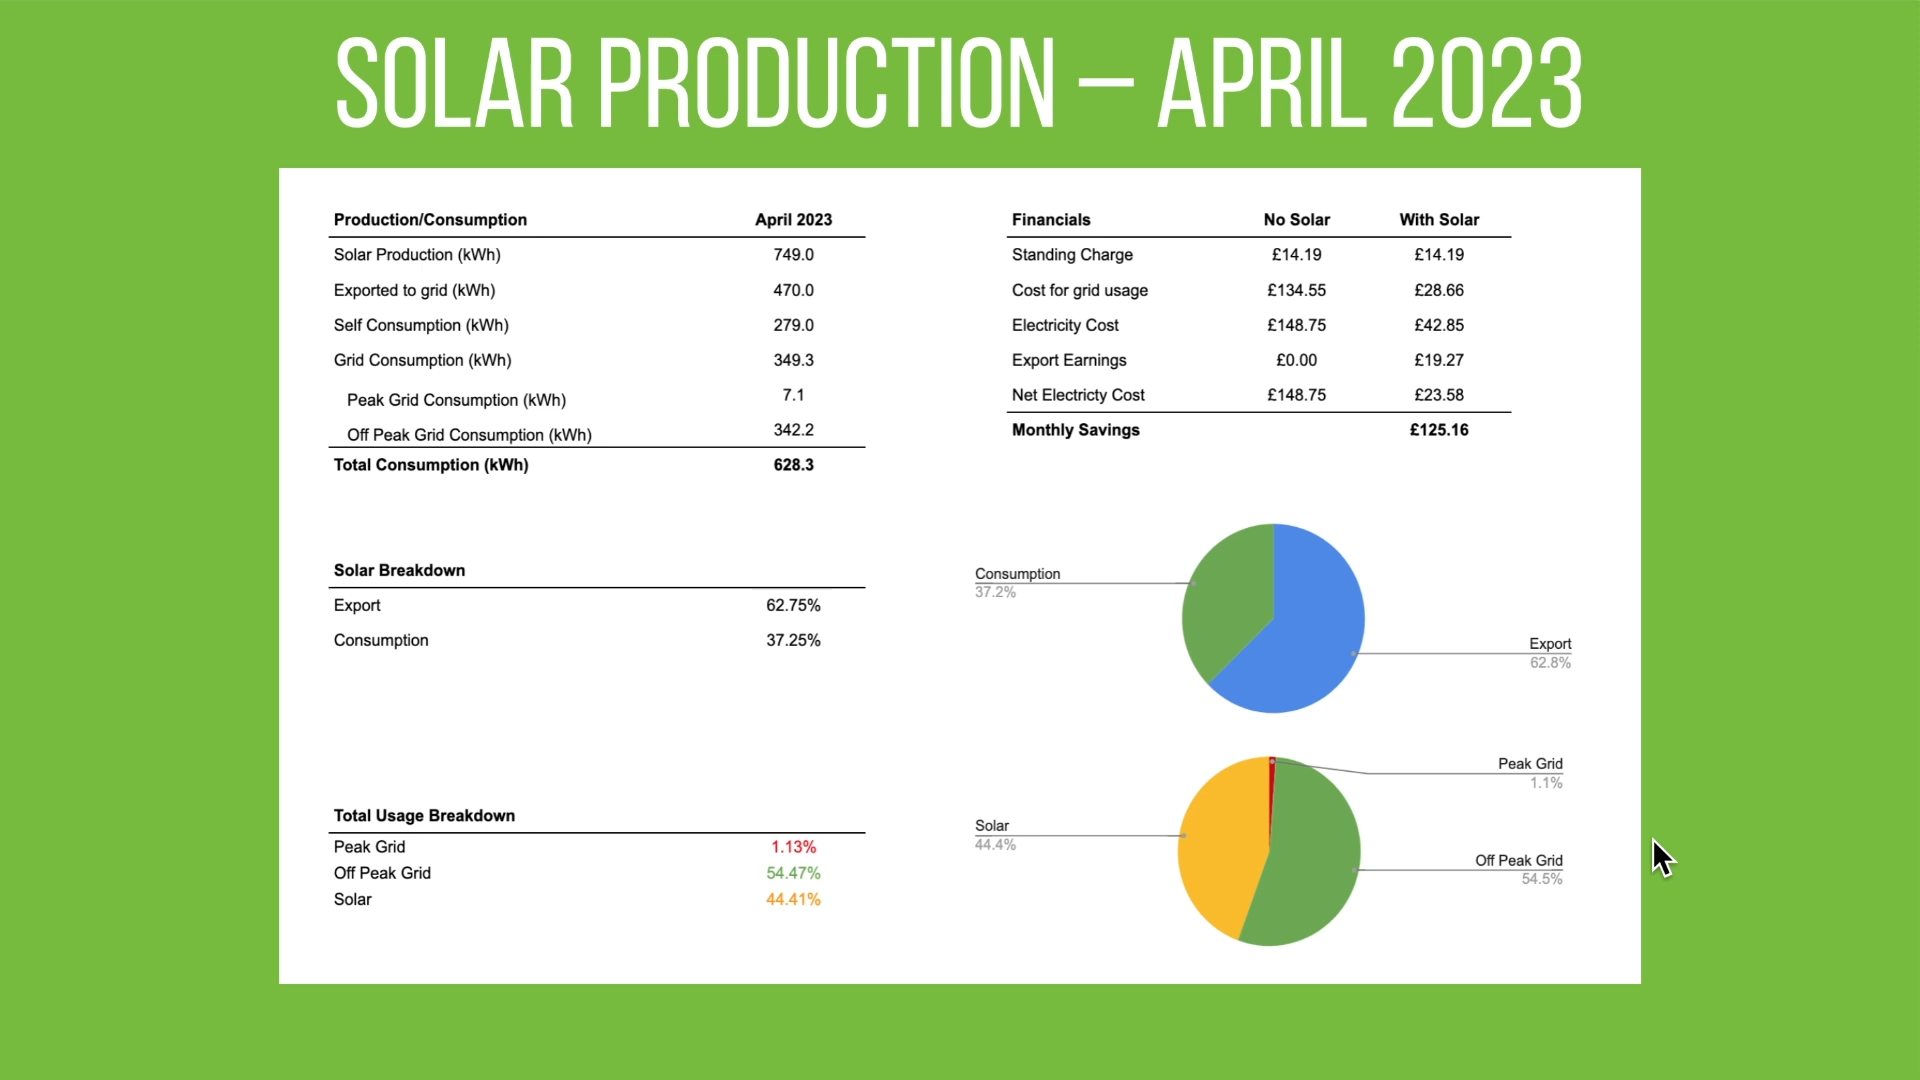 SOLAR PRODUCTION – APRIL 2023
Production/Consumption April 2023
Solar Production (kWh) 749.0
Exported to grid (kWh) 470.0
Self Consumption (kWh) 279.0
Grid Consumption (kWh) 349.3
Peak Grid Consumption (kWh) 7.1
Off Peak Grid Consumption (kWh) 342.2
Total Consumption (kWh) 628.3
Financials No Solar With Solar
Standing Charge £14.19 £14.19
Cost for grid usage £134.55 £28.66
Electricity Cost £148.75 £42.85
Export Earnings £0.00 £19.27
Net Electricty Cost £148.75 £23.58
Monthly Savings £125.16
Solar Breakdown
Export 62.75%
Consumption 37.25%
Consumption
37.2%
Export
62.8%
Total Usage Breakdown
Peak Grid 1.13%
Off Peak Grid 54.47%
Solar 44.41%
Peak Grid
1.1%
Solar
44.4%
Off Peak Grid
54.5%